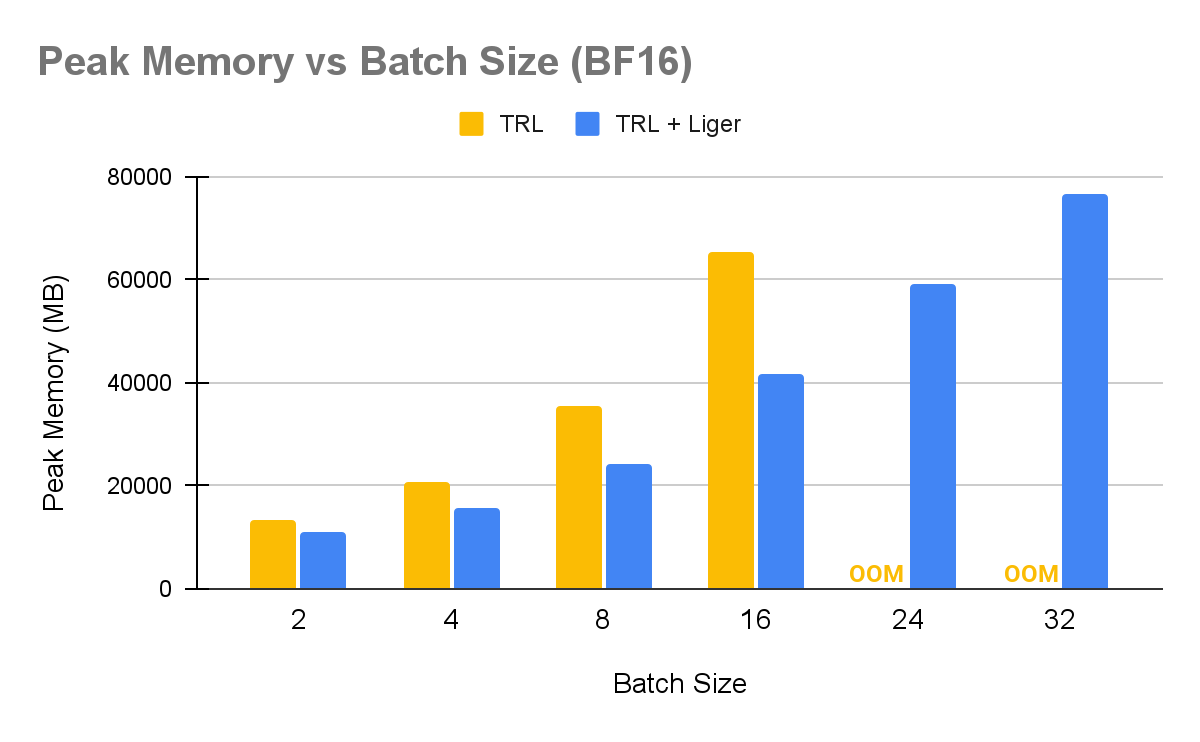 Peak Memory vs Batch Size (BF16)
TRL TRL + Liger
80000
60000
40000
20000
0
Peak Memory (MB)
OOM OOM
2 4 8 16 24 32
Batch Size